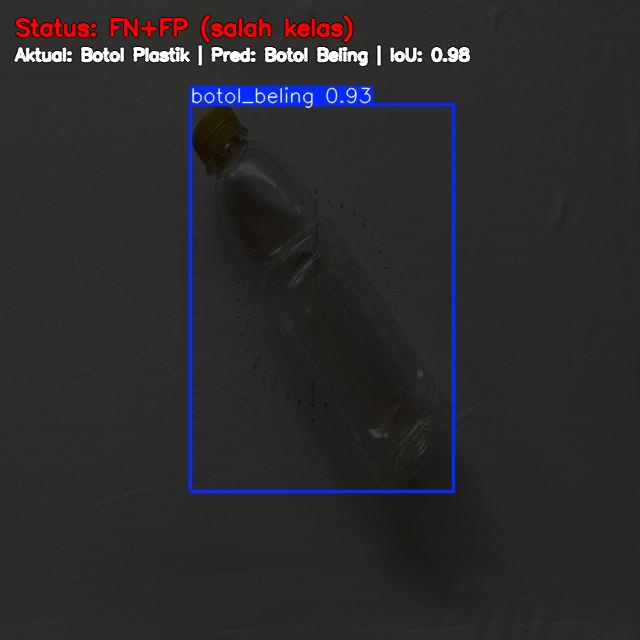 Status: FN+FP (salah kelas)
Aktual: Botol Plastik | Pred: Botol Beling | IoU: 0.98
botol_beling 0.93